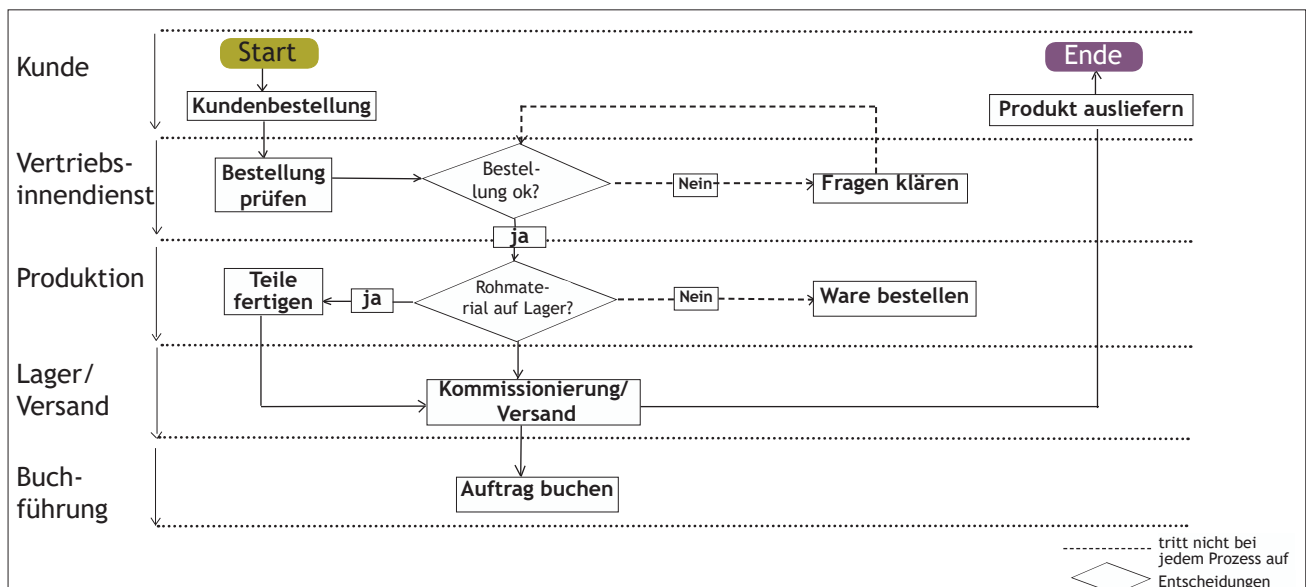 Start
Ende
Kunde
Kundenbestellung
Produkt ausliefern
Vertriebs-
innendienst
Bestellung
prüfen
Bestel-
lung ok?
Nein
Fragen klären
ja
Produktion
Teile
fertigen
ja
Rohmate-
rial auf Lager?
Nein
Ware bestellen
Lager/
Versand
Kommissionierung/
Versand
Buch-
führung
Auftrag buchen
tritt nicht bei
jedem Prozess auf
Entscheidungen